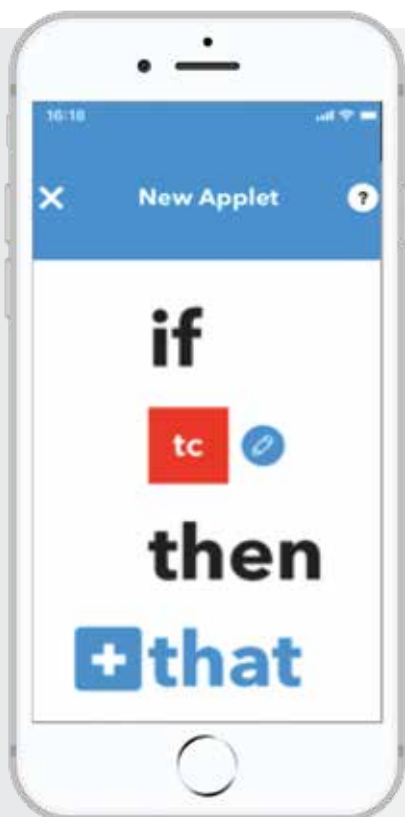 16:18
New Applet ?
if
tc
then
+ that